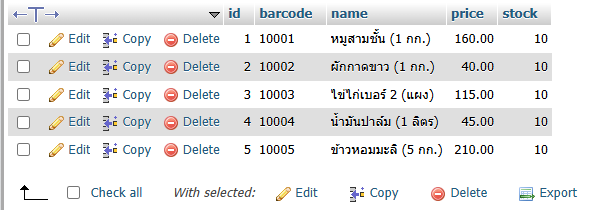 id barcode name price stock
Edit Copy Delete 1 10001 หมูสามชั้น (1 กก.) 160.00 10
Edit Copy Delete 2 10002 ผักกาดขาว (1 กก.) 40.00 10
Edit Copy Delete 3 10003 ไข่ไก่เบอร์ 2 (แผง) 115.00 10
Edit Copy Delete 4 10004 น้ำมันปาล์ม (1 ลิตร) 45.00 10
Edit Copy Delete 5 10005 ข้าวหอมมะลิ (5 กก.) 210.00 10
Check all With selected: Edit Copy Delete Export